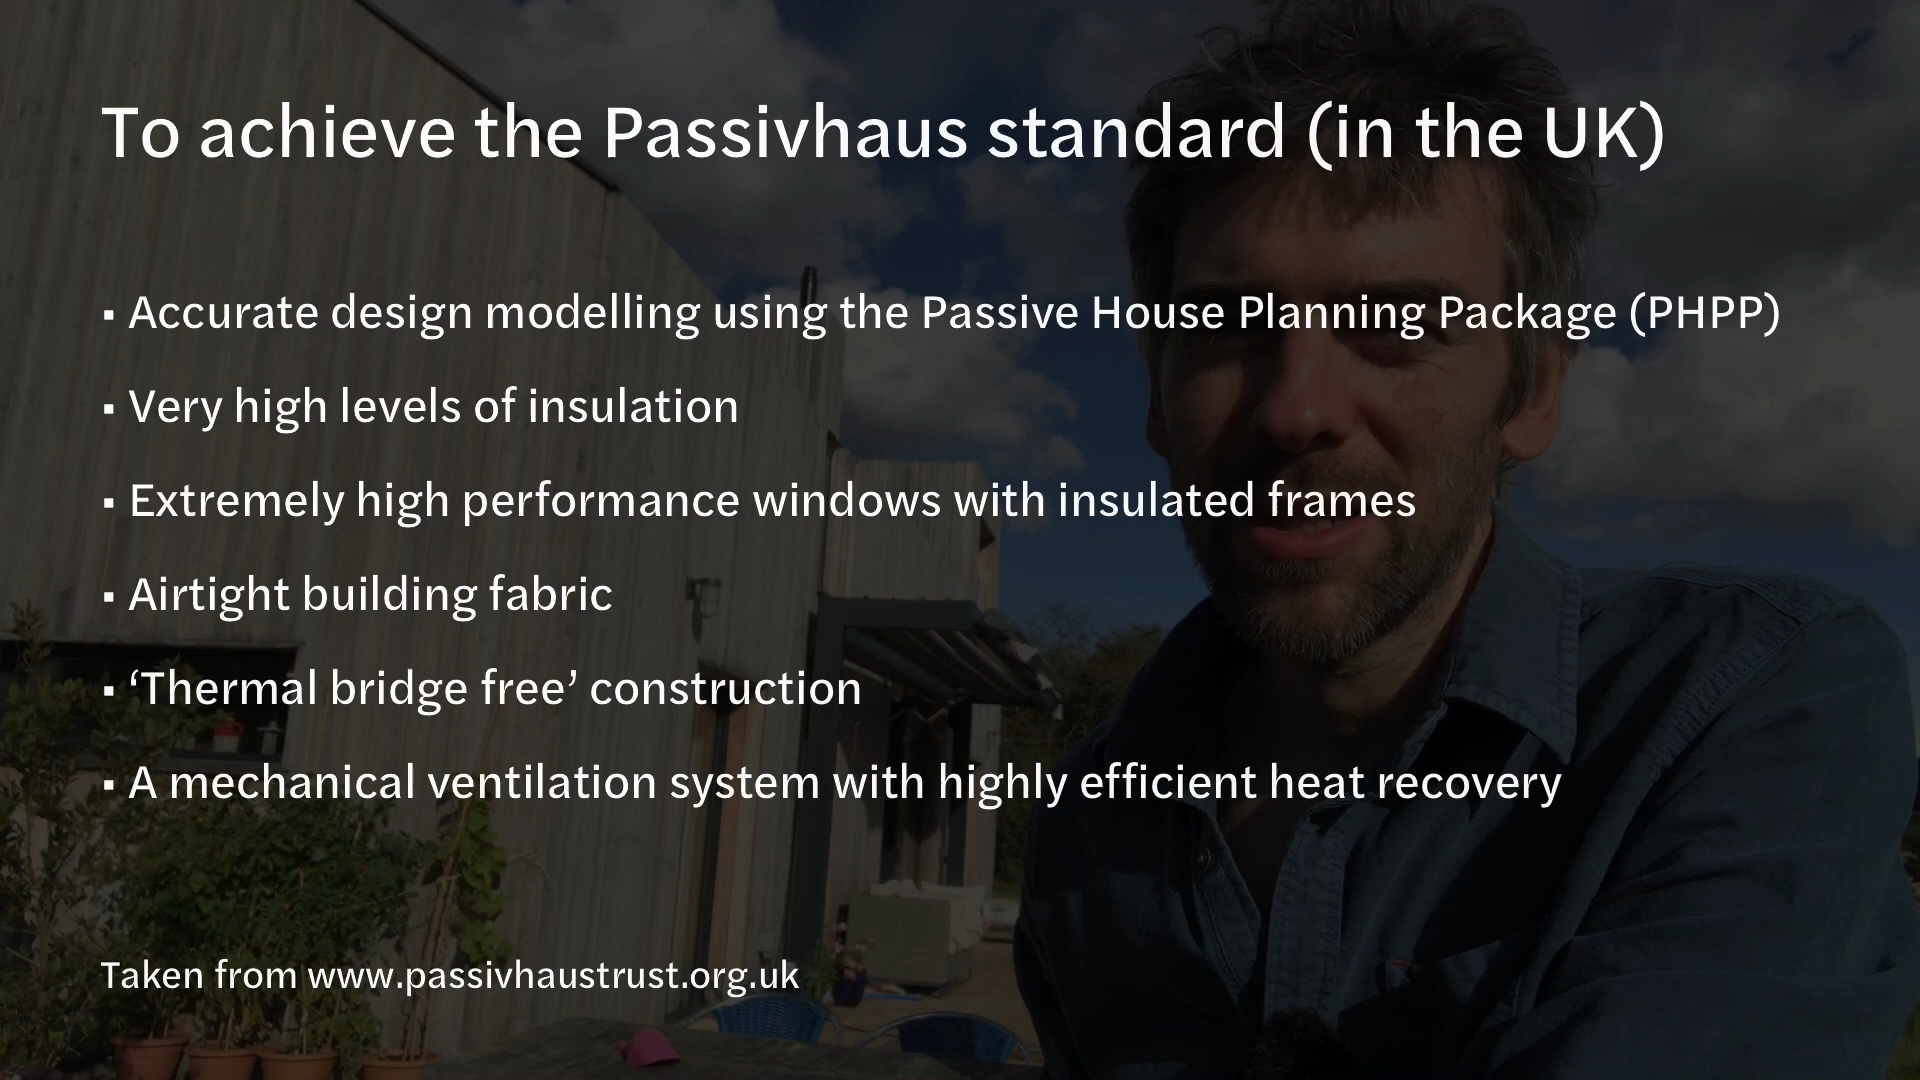 To achieve the Passivhaus standard (in the UK)
▪ Accurate design modelling using the Passive House Planning Package (PHPP)
▪ Very high levels of insulation
▪ Extremely high performance windows with insulated frames
▪ Airtight building fabric
▪ ‘Thermal bridge free’ construction
▪ A mechanical ventilation system with highly efficient heat recovery
Taken from www.passivhaustrust.org.uk